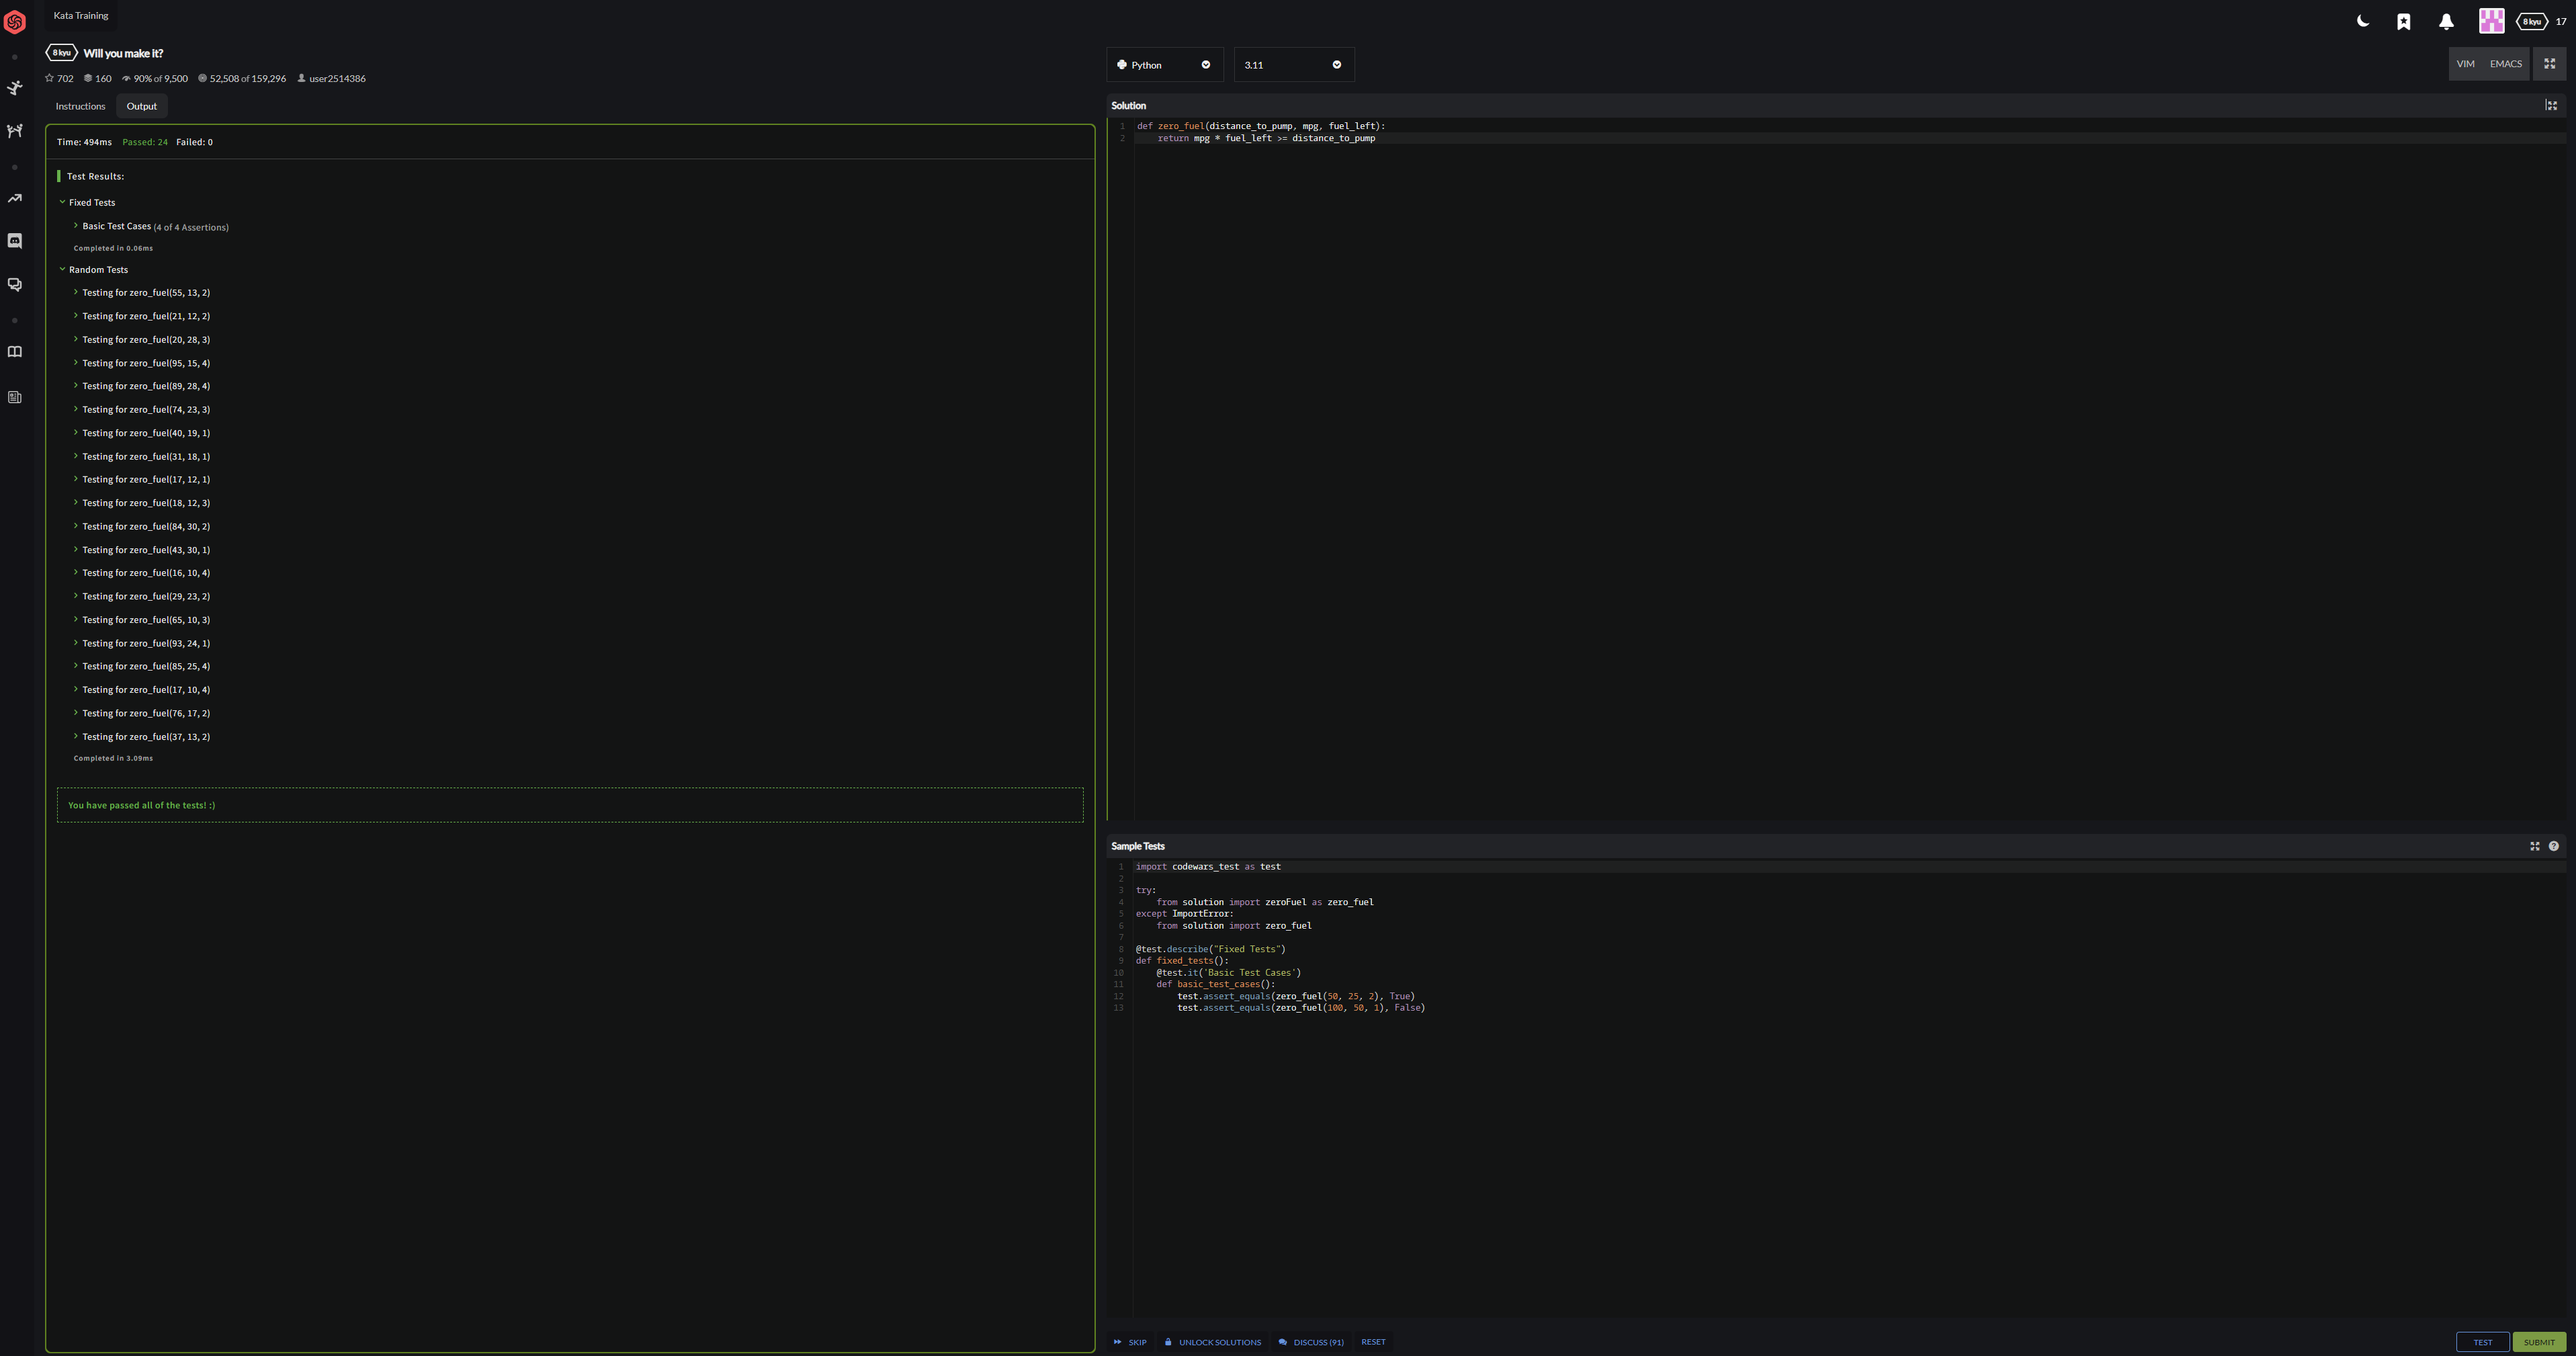 Kata Training
8 kyu 17
8 kyu Will you make it?
702 160 90% of 9,500 52,508 of 159,296 user2514386
Instructions Output
Time: 494ms Passed: 24 Failed: 0
Test Results:
Fixed Tests
Basic Test Cases (4 of 4 Assertions)
Completed in 0.06ms
Random Tests
Testing for zero_fuel(55, 13, 2)
Testing for zero_fuel(21, 12, 2)
Testing for zero_fuel(20, 28, 3)
Testing for zero_fuel(95, 15, 4)
Testing for zero_fuel(89, 28, 4)
Testing for zero_fuel(74, 23, 3)
Testing for zero_fuel(40, 19, 1)
Testing for zero_fuel(31, 18, 1)
Testing for zero_fuel(17, 12, 1)
Testing for zero_fuel(18, 12, 3)
Testing for zero_fuel(84, 30, 2)
Testing for zero_fuel(43, 30, 1)
Testing for zero_fuel(16, 10, 4)
Testing for zero_fuel(29, 23, 2)
Testing for zero_fuel(65, 10, 3)
Testing for zero_fuel(93, 24, 1)
Testing for zero_fuel(85, 25, 4)
Testing for zero_fuel(17, 10, 4)
Testing for zero_fuel(76, 17, 2)
Testing for zero_fuel(37, 13, 2)
Completed in 3.09ms
You have passed all of the tests! :)
Python 3.11 VIM EMACS
Solution
1 def zero_fuel(distance_to_pump, mpg, fuel_left):
2     return mpg * fuel_left >= distance_to_pump
Sample Tests
1 import codewars_test as test
2
3 try:
4     from solution import zeroFuel as zero_fuel
5 except ImportError:
6     from solution import zero_fuel
7
8 @test.describe("Fixed Tests")
9 def fixed_tests():
10     @test.it('Basic Test Cases')
11     def basic_test_cases():
12         test.assert_equals(zero_fuel(50, 25, 2), True)
13         test.assert_equals(zero_fuel(100, 50, 1), False)
SKIP UNLOCK SOLUTIONS DISCUSS (91) RESET TEST SUBMIT